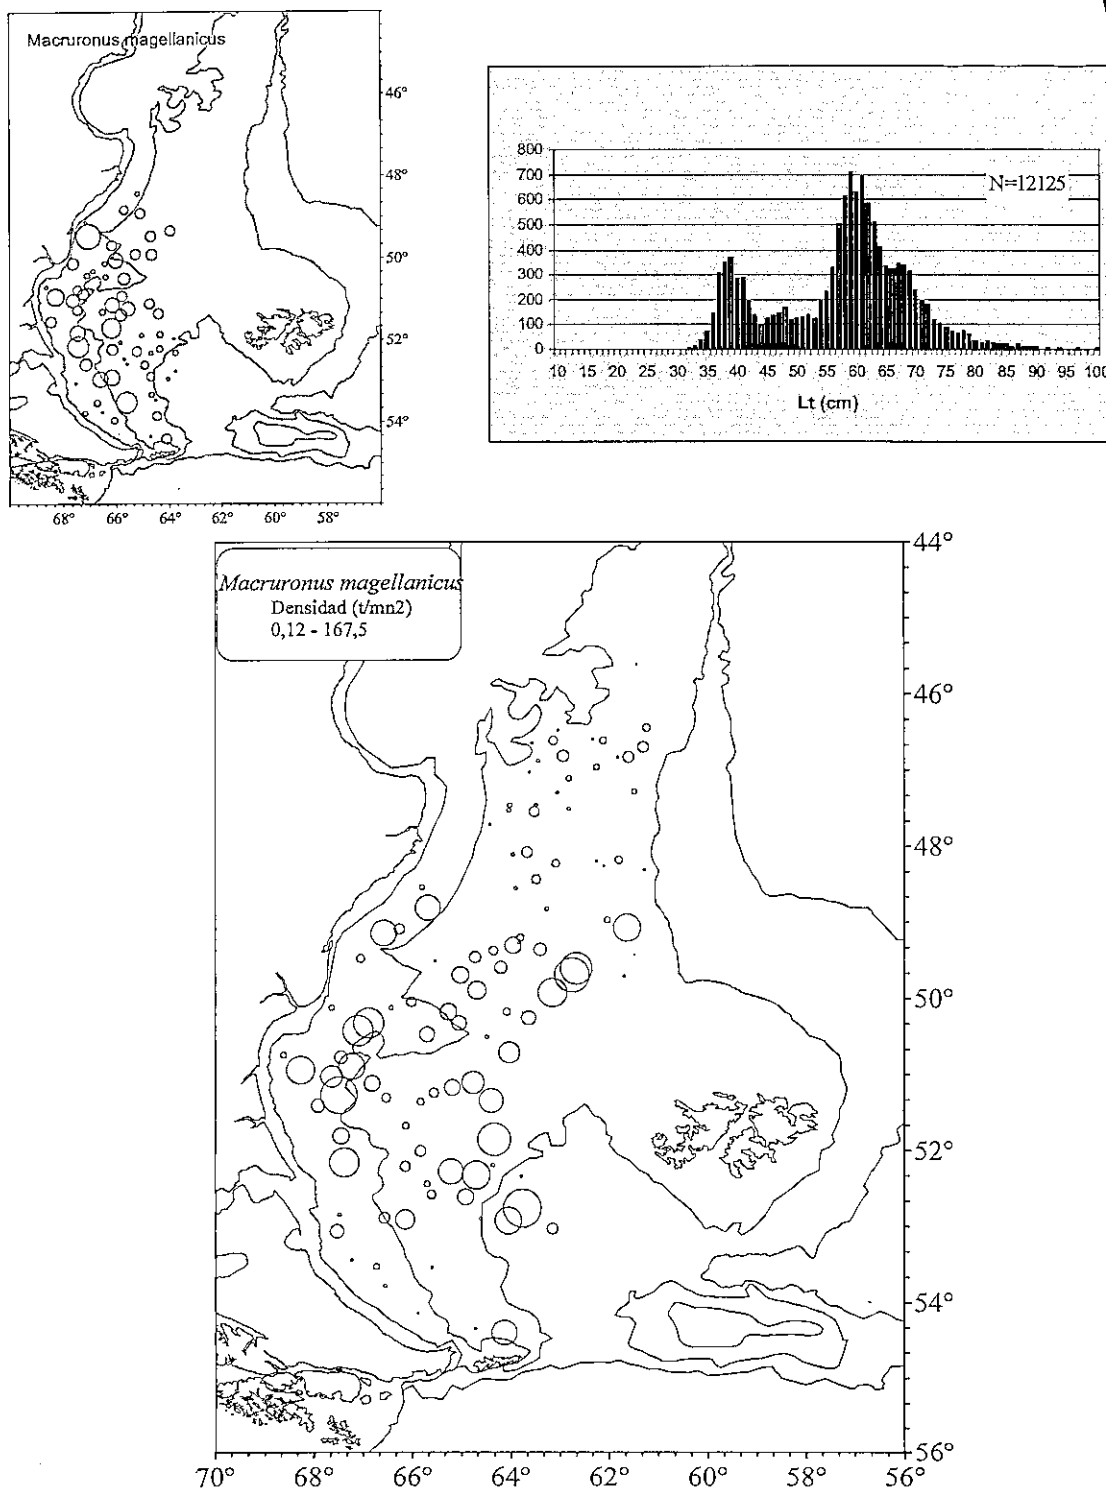 Macruronus magellanicus
46°
48°
50°
52°
54°
68° 66° 64° 62° 60° 58°
800
700
600
500
400
300
200
100
0
N=12125
10 15 20 25 30 35 40 45 50 55 60 65 70 75 80 85 90 95 100
Lt (cm)
Macruronus magellanicus
Densidad (t/mn2)
0,12 - 167,5
44°
46°
48°
50°
52°
54°
56°
70° 68° 66° 64° 62° 60° 58° 56°